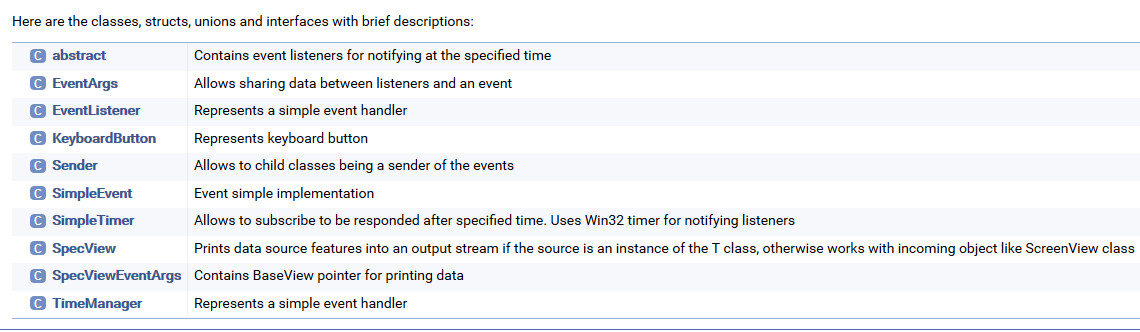 Here are the classes, structs, unions and interfaces with brief descriptions:
C abstract Contains event listeners for notifying at the specified time
C EventArgs Allows sharing data between listeners and an event
C EventListener Represents a simple event handler
C KeyboardButton Represents keyboard button
C Sender Allows to child classes being a sender of the events
C SimpleEvent Event simple implementation
C SimpleTimer Allows to subscribe to be responded after specified time. Uses Win32 timer for notifying listeners
C SpecView Prints data source features into an output stream if the source is an instance of the T class, otherwise works with incoming object like ScreenView class
C SpecViewEventArgs Contains BaseView pointer for printing data
C TimeManager Represents a simple event handler